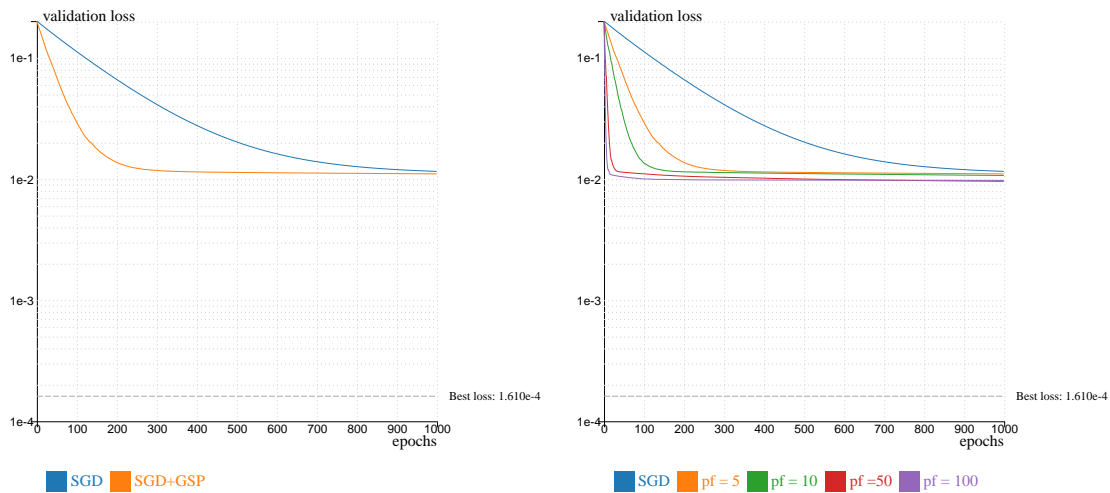 validation loss
1e-1
1e-2
1e-3
1e-4
Best loss: 1.610e-4
0 100 200 300 400 500 600 700 800 900 1000
epochs
SGD SGD+GSP
validation loss
1e-1
1e-2
1e-3
1e-4
Best loss: 1.610e-4
0 100 200 300 400 500 600 700 800 900 1000
epochs
SGD pf = 5 pf = 10 pf =50 pf = 100